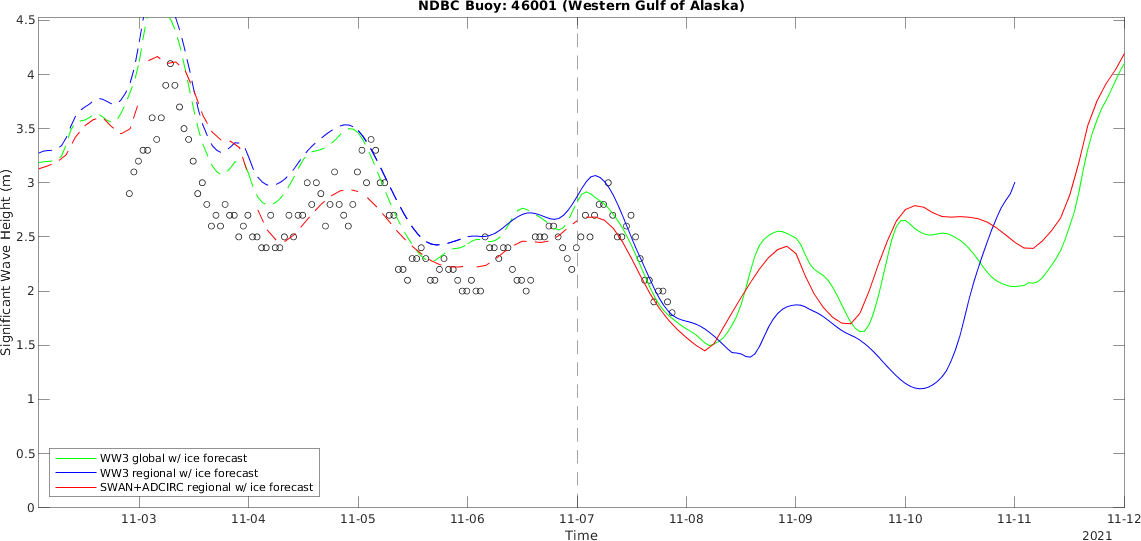 NDBC Buoy: 46001 (Western Gulf of Alaska)
4.5
4
3.5
3
2.5
2
1.5
1
0.5
0
Significant Wave Height (m)
WW3 global w/ ice forecast
WW3 regional w/ ice forecast
SWAN+ADCIRC regional w/ ice forecast
11-03 11-04 11-05 11-06 11-07 11-08 11-09 11-10 11-11 11-12
Time
2021